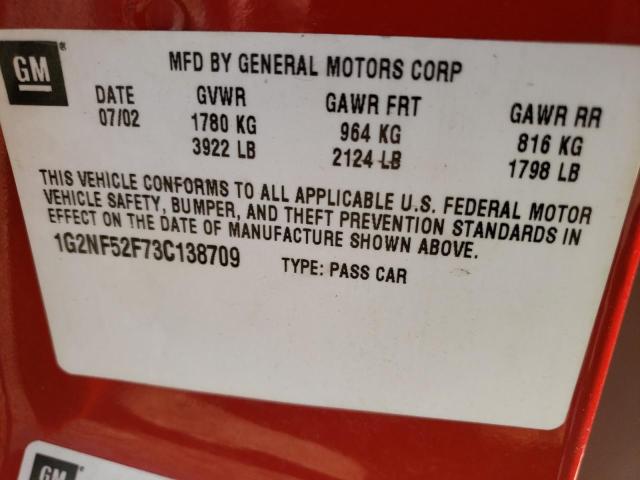 GM
MFD BY GENERAL MOTORS CORP
DATE GVWR GAWR FRT GAWR RR
07/02 1780 KG 964 KG 816 KG
3922 LB 2124 LB 1798 LB
THIS VEHICLE CONFORMS TO ALL APPLICABLE U.S. FEDERAL MOTOR
VEHICLE SAFETY, BUMPER, AND THEFT PREVENTION STANDARDS IN
EFFECT ON THE DATE OF MANUFACTURE SHOWN ABOVE.
1G2NF52F73C138709 TYPE: PASS CAR
GM